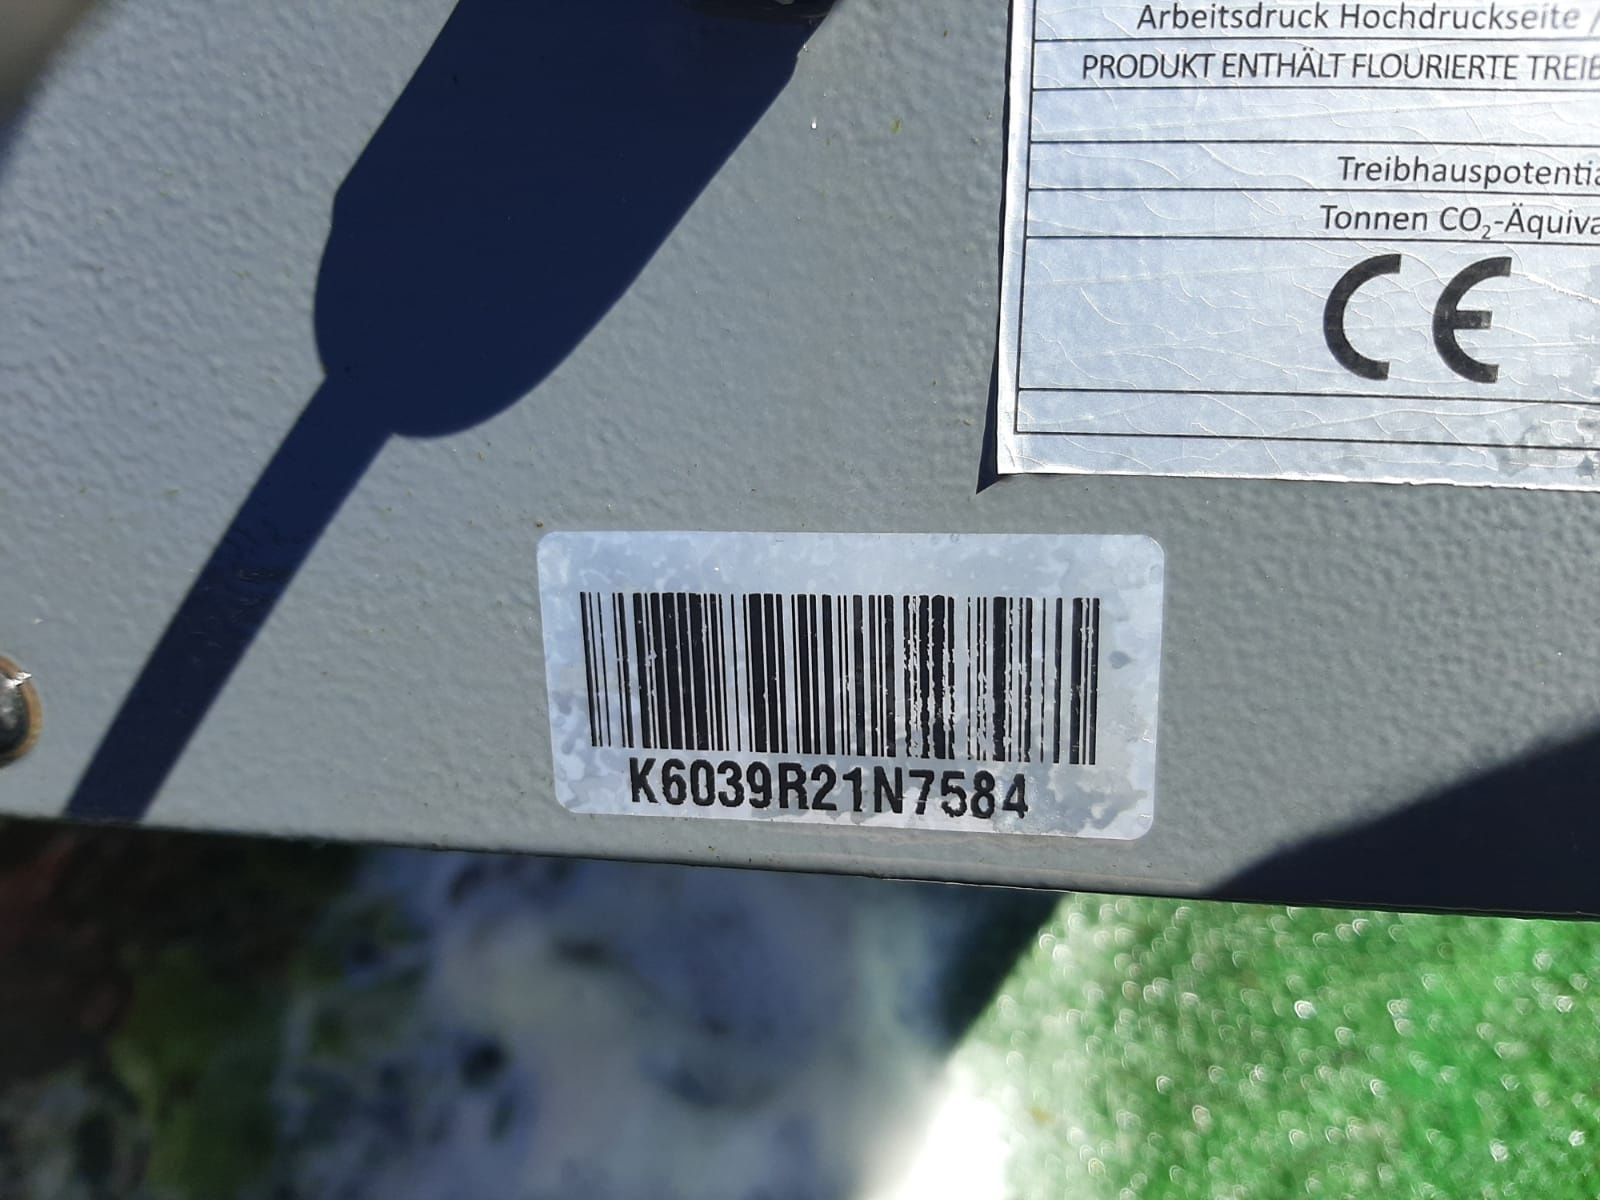 Arbeitsdruck Hochdruckseite /
PRODUKT ENTHÄLT FLOURIERTE TREIB
Treibhauspotentia
Tonnen CO₂-Äquiva
CE
K6039R21N7584